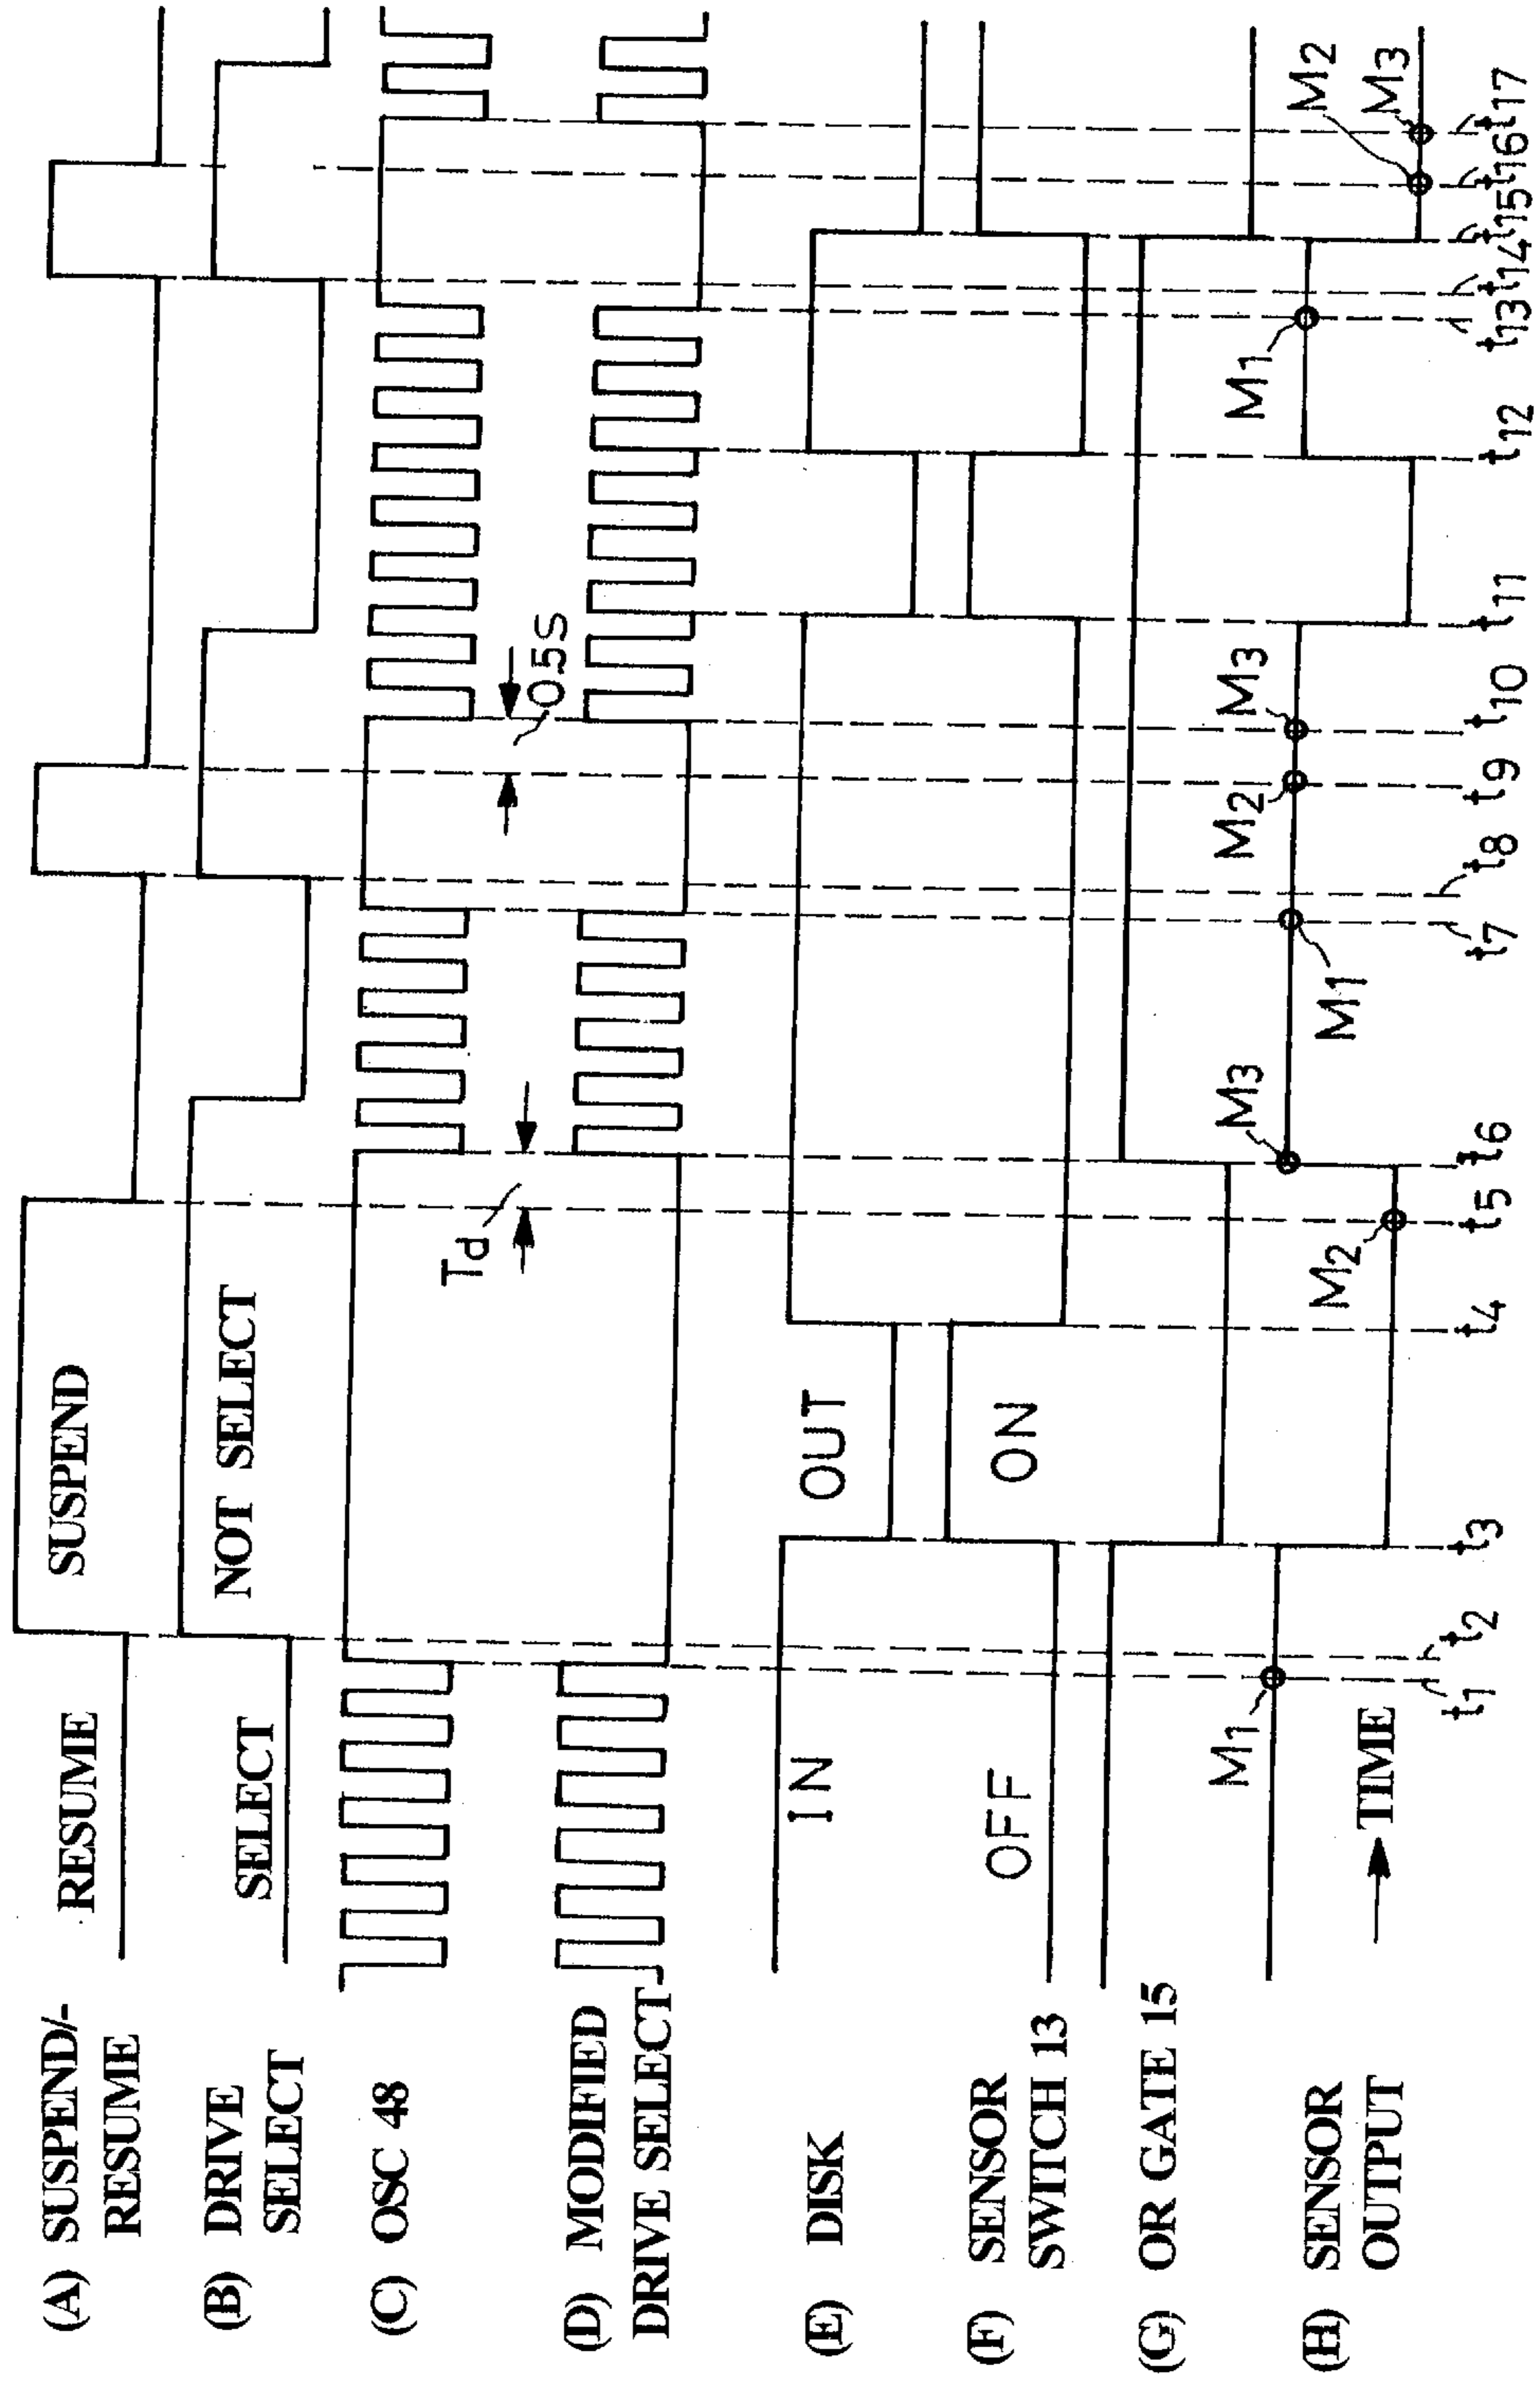 (A) SUSPEND/-
RESUME
RESUME
SUSPEND
(B) DRIVE
SELECT
SELECT
NOT SELECT
(C) OSC 48
Td
0.5S
(D) MODIFIED
DRIVE SELECT
(E) DISK
IN
OUT
(F) SENSOR
SWITCH 13
OFF
ON
(G) OR GATE 15
(H) SENSOR
OUTPUT
M1
M2
M3
M1
M2
M3
M1
M2
M3
TIME
t1
t2
t3
t4
t5
t6
t7
t8
t9
t10
t11
t12
t13
t14
t15
t16
t17